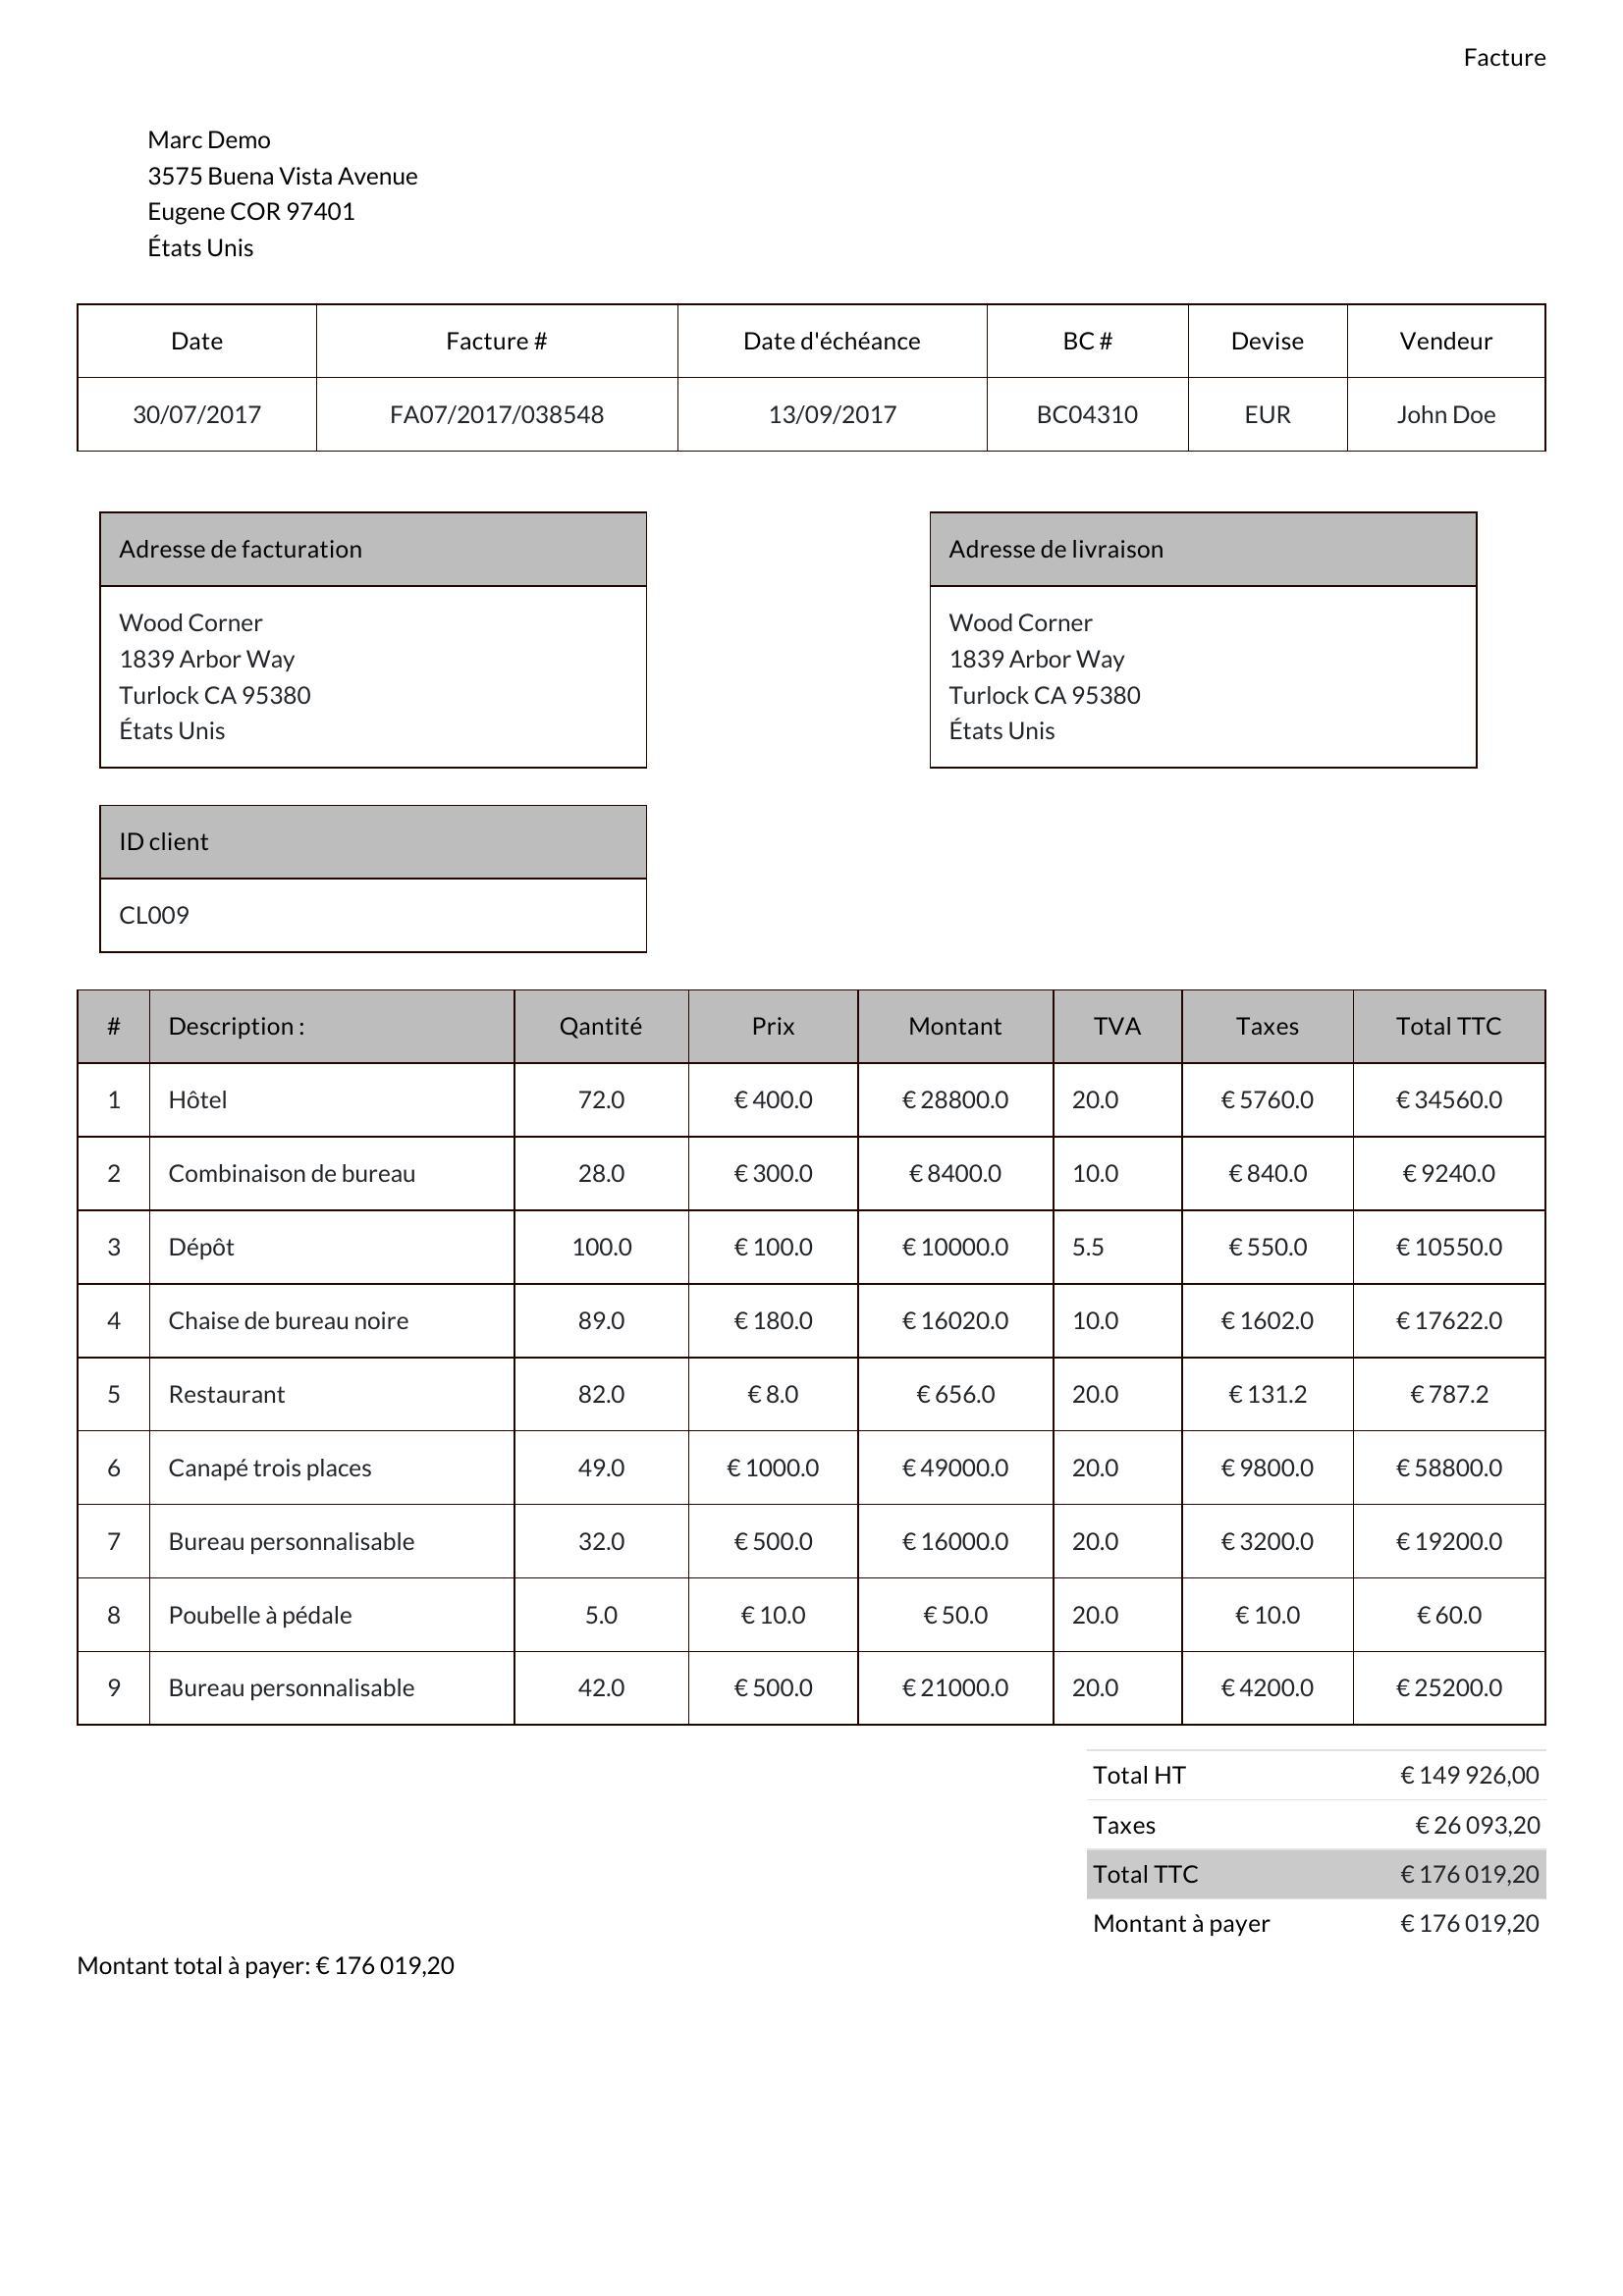 Facture
Marc Demo
3575 Buena Vista Avenue
Eugene COR 97401
États Unis
Date Facture # Date d'échéance BC # Devise Vendeur
30/07/2017 FA07/2017/038548 13/09/2017 BC04310 EUR John Doe
Adresse de facturation
Wood Corner
1839 Arbor Way
Turlock CA 95380
États Unis
Adresse de livraison
Wood Corner
1839 Arbor Way
Turlock CA 95380
États Unis
ID client
CL009
# Description : Qantité Prix Montant TVA Taxes Total TTC
1 Hôtel 72.0 € 400.0 € 28800.0 20.0 € 5760.0 € 34560.0
2 Combinaison de bureau 28.0 € 300.0 € 8400.0 10.0 € 840.0 € 9240.0
3 Dépôt 100.0 € 100.0 € 10000.0 5.5 € 550.0 € 10550.0
4 Chaise de bureau noire 89.0 € 180.0 € 16020.0 10.0 € 1602.0 € 17622.0
5 Restaurant 82.0 € 8.0 € 656.0 20.0 € 131.2 € 787.2
6 Canapé trois places 49.0 € 1000.0 € 49000.0 20.0 € 9800.0 € 58800.0
7 Bureau personnalisable 32.0 € 500.0 € 16000.0 20.0 € 3200.0 € 19200.0
8 Poubelle à pédale 5.0 € 10.0 € 50.0 20.0 € 10.0 € 60.0
9 Bureau personnalisable 42.0 € 500.0 € 21000.0 20.0 € 4200.0 € 25200.0
Total HT € 149 926,00
Taxes € 26 093,20
Total TTC € 176 019,20
Montant à payer € 176 019,20
Montant total à payer: € 176 019,20